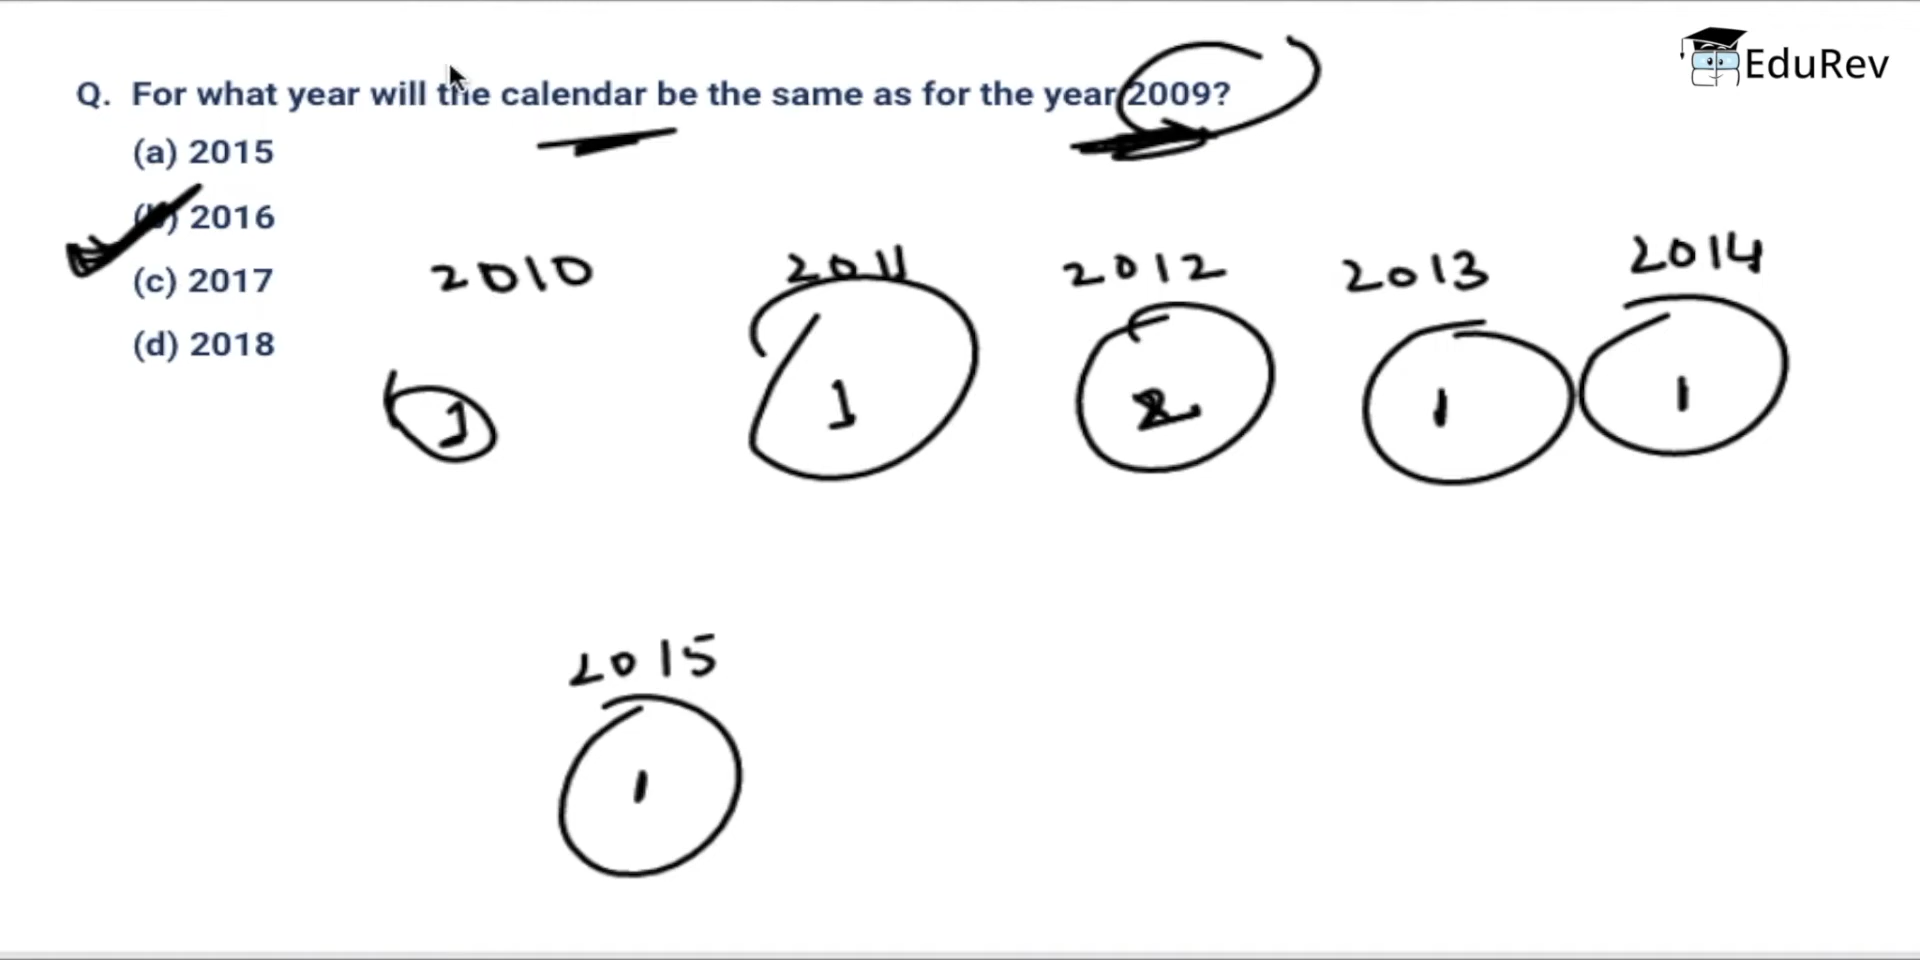 EduRev
Q. For what year will the calendar be the same as for the year 2009?
(a) 2015
(b) 2016
(c) 2017
(d) 2018
2010 2011 2012 2013 2014
1 1 2 1 1
2015
1